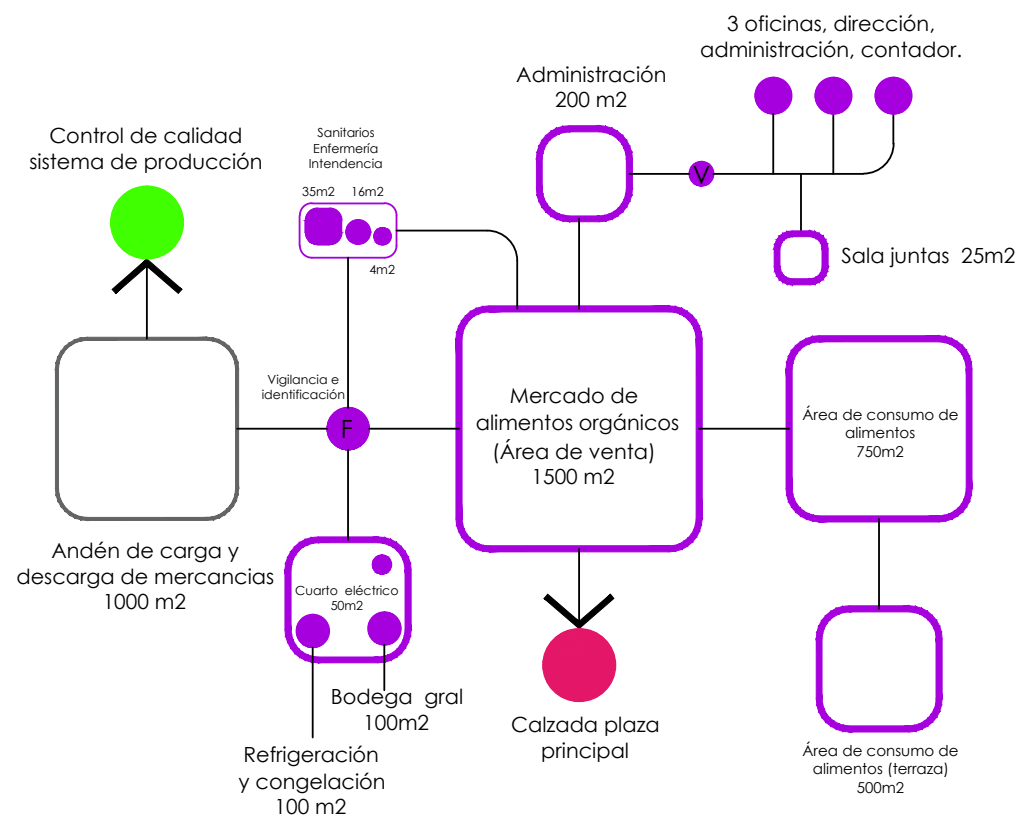 3 oficinas, dirección,
administración, contador.
Administración
200 m2
Control de calidad
sistema de producción
Sanitarios
Enfermería
Intendencia
35m2 16m2
4m2
V
Sala juntas 25m2
Vigilancia e
identificación
F
Mercado de
alimentos orgánicos
(Área de venta)
1500 m2
Área de consumo de
alimentos
750m2
Andén de carga y
descarga de mercancias
1000 m2
Cuarto eléctrico
50m2
Bodega gral
100m2
Refrigeración
y congelación
100 m2
Calzada plaza
principal
Área de consumo de
alimentos (terraza)
500m2